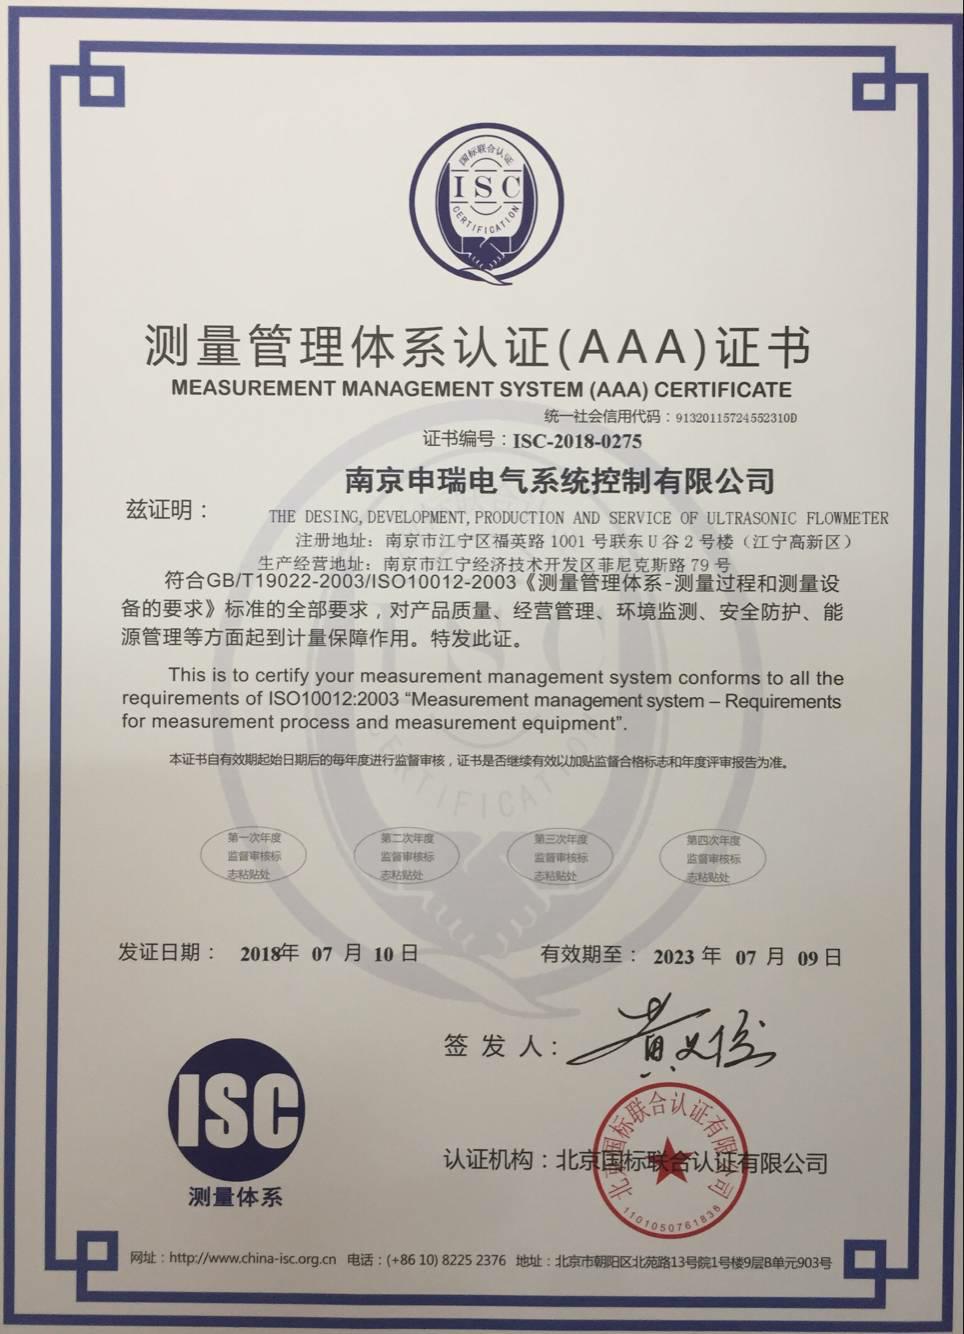 国标联合认证
ISC
CERTIFICATION
测量管理体系认证(AAA)证书
MEASUREMENT MANAGEMENT SYSTEM (AAA) CERTIFICATE
统一社会信用代码：91320115724552310D
证书编号：ISC-2018-0275
南京申瑞电气系统控制有限公司
兹证明：
THE DESING,DEVELOPMENT,PRODUCTION AND SERVICE OF ULTRASONIC FLOWMETER
注册地址：南京市江宁区福英路 1001 号联东 U 谷 2 号楼（江宁高新区）
生产经营地址：南京市江宁经济技术开发区菲尼克斯路 79 号
符合GB/T19022-2003/ISO10012-2003《测量管理体系-测量过程和测量设
备的要求》标准的全部要求，对产品质量、经营管理、环境监测、安全防护、能
源管理等方面起到计量保障作用。特发此证。
This is to certify your measurement management system conforms to all the
requirements of ISO10012:2003 “Measurement management system – Requirements
for measurement process and measurement equipment”.
本证书自有效期起始日期后的每年度进行监督审核，证书是否继续有效以加贴监督合格标志和年度评审报告为准。
第一次年度
监督审核标
志粘贴处
第二次年度
监督审核标
志粘贴处
第三次年度
监督审核标
志粘贴处
第四次年度
监督审核标
志粘贴处
发证日期： 2018年 07 月 10 日
有效期至： 2023 年 07 月 09 日
签 发 人：
ISC
测量体系
认证机构：北京国标联合认证有限公司
北京国标联合认证有限公司
1101050761838
网址：http://www.china-isc.org.cn 电话：(+86 10) 8225 2376 地址：北京市朝阳区北苑路13号院1号楼9层B单元903号